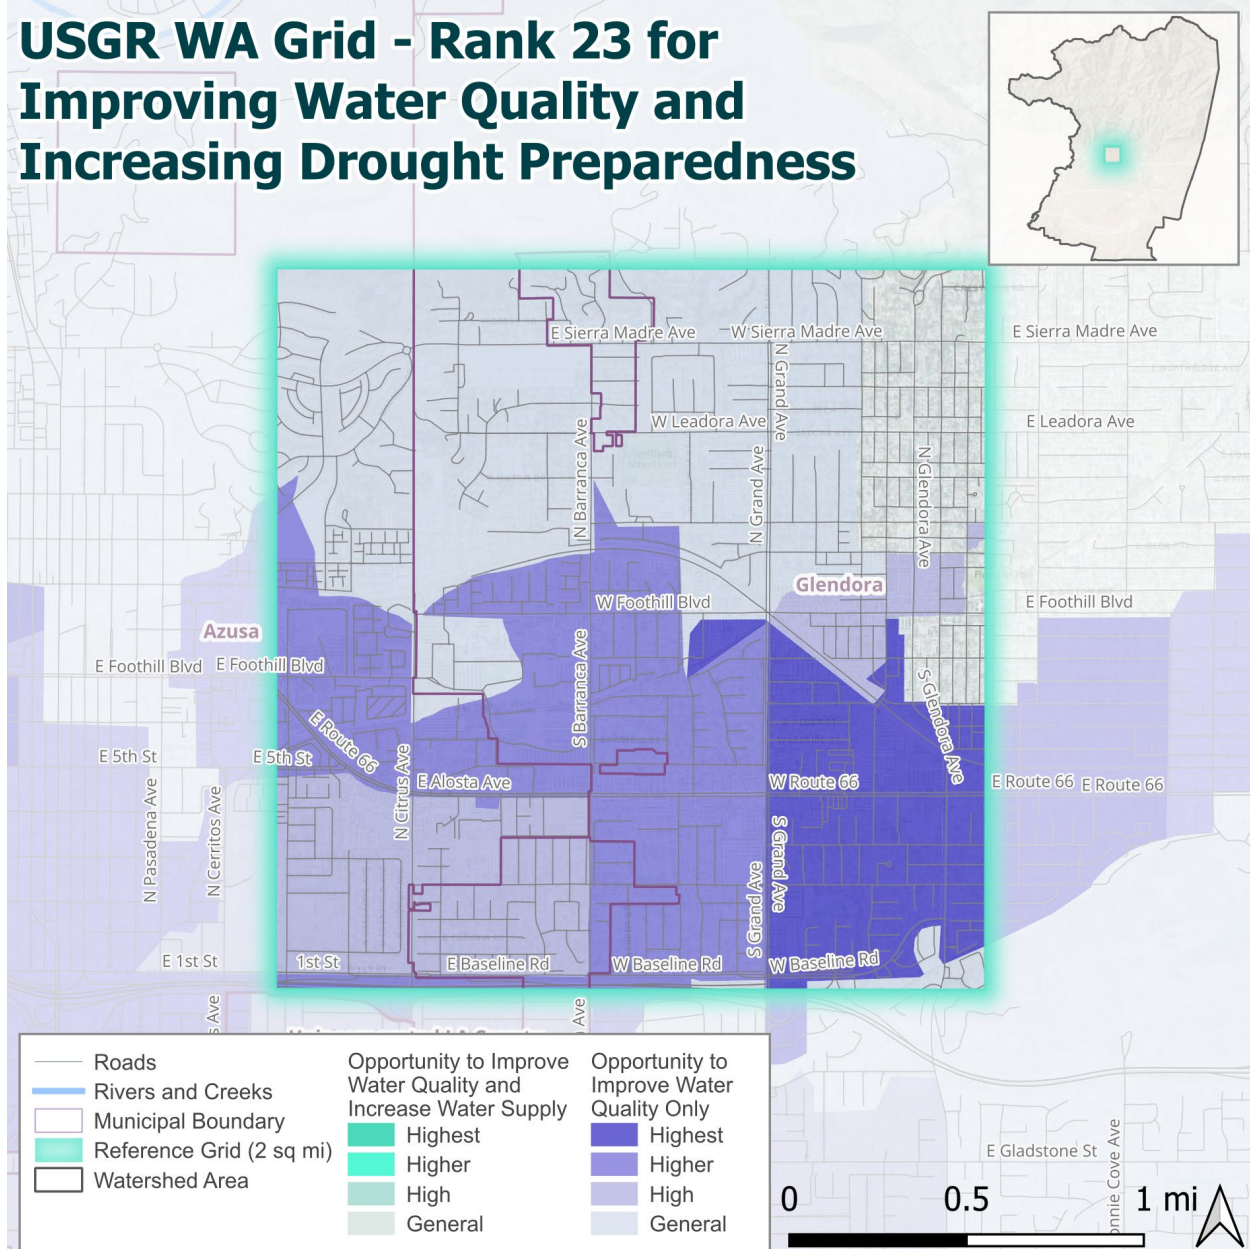 USGR WA Grid - Rank 23 for
Improving Water Quality and
Increasing Drought Preparedness
E Sierra Madre Ave
W Sierra Madre Ave
E Sierra Madre Ave
N Grand Ave
W Leadora Ave
E Leadora Ave
N Barranca Ave
N Grand Ave
N Glendora Ave
Glendora
W Foothill Blvd
E Foothill Blvd
Azusa
E Foothill Blvd
E Foothill Blvd
S Barranca Ave
S Glendora Ave
E Route 66
E 5th St
E 5th St
N Citrus Ave
E Alosta Ave
W Route 66
E Route 66
E Route 66
N Pasadena Ave
N Cerritos Ave
S Grand Ave
S Grand Ave
E 1st St
1st St
E Baseline Rd
W Baseline Rd
W Baseline Rd
Ave
Ave
Roads
Rivers and Creeks
Municipal Boundary
Reference Grid (2 sq mi)
Watershed Area
Opportunity to Improve
Water Quality and
Increase Water Supply
Highest
Higher
High
General
Opportunity to
Improve Water
Quality Only
Highest
Higher
High
General
E Gladstone St
onnie Cove Ave
0 0.5 1 mi